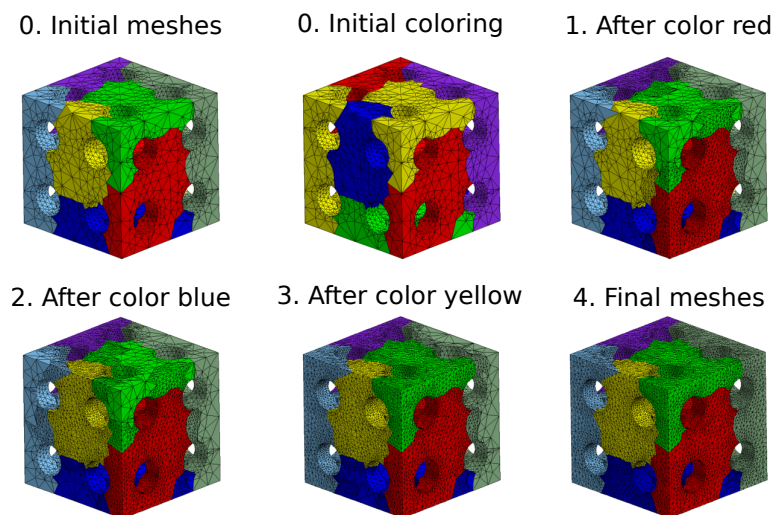 0. Initial meshes
0. Initial coloring
1. After color red
2. After color blue
3. After color yellow
4. Final meshes